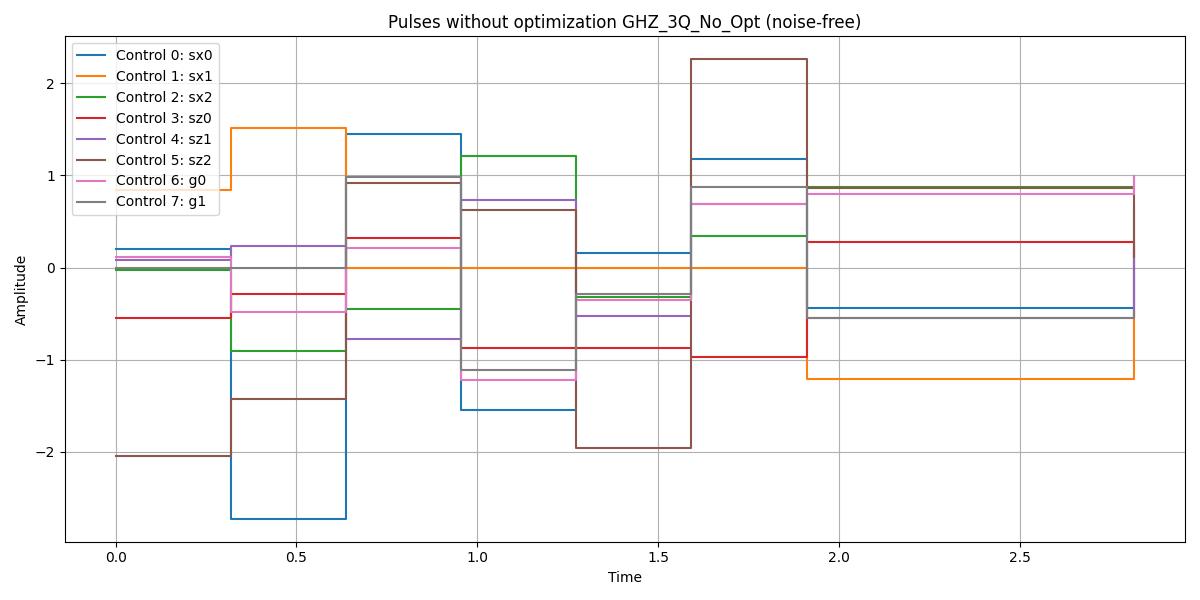 Pulses without optimization GHZ_3Q_No_Opt (noise-free)
Control 0: sx0
Control 1: sx1
Control 2: sx2
Control 3: sz0
Control 4: sz1
Control 5: sz2
Control 6: g0
Control 7: g1
Amplitude
2
1
0
−1
−2
0.0 0.5 1.0 1.5 2.0 2.5
Time